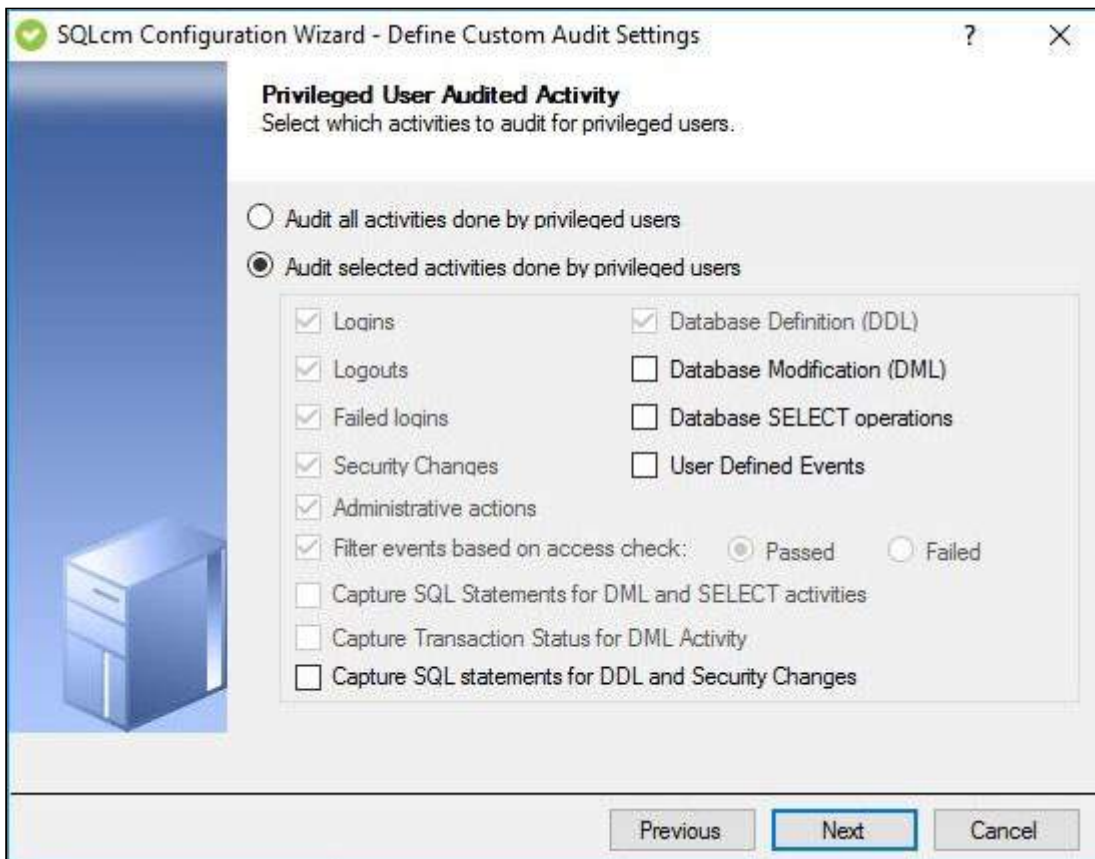 SQLcm Configuration Wizard - Define Custom Audit Settings
Privileged User Audited Activity
Select which activities to audit for privileged users.
Audit all activities done by privileged users
Audit selected activities done by privileged users
Logins
Database Definition (DDL)
Logouts
Database Modification (DML)
Failed logins
Database SELECT operations
Security Changes
User Defined Events
Administrative actions
Filter events based on access check: Passed Failed
Capture SQL Statements for DML and SELECT activities
Capture Transaction Status for DML Activity
Capture SQL statements for DDL and Security Changes
Previous Next Cancel